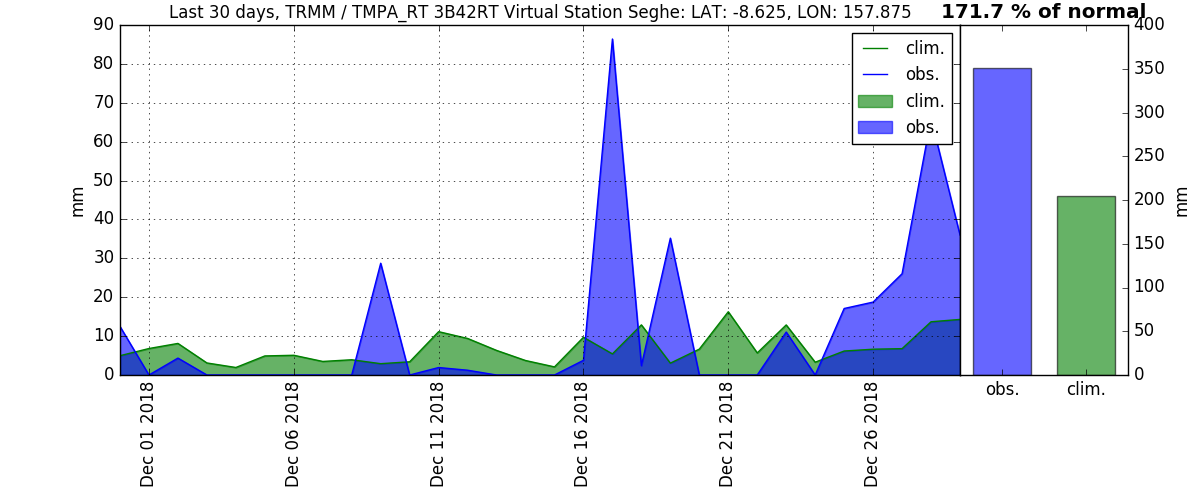 Last 30 days, TRMM / TMPA_RT 3B42RT Virtual Station Seghe: LAT: -8.625, LON: 157.875
171.7 % of normal
90
80
70
60
50
40
30
20
10
0
mm
clim.
obs.
clim.
obs.
Dec 01 2018
Dec 06 2018
Dec 11 2018
Dec 16 2018
Dec 21 2018
Dec 26 2018
400
350
300
250
200
150
100
50
0
mm
obs.
clim.